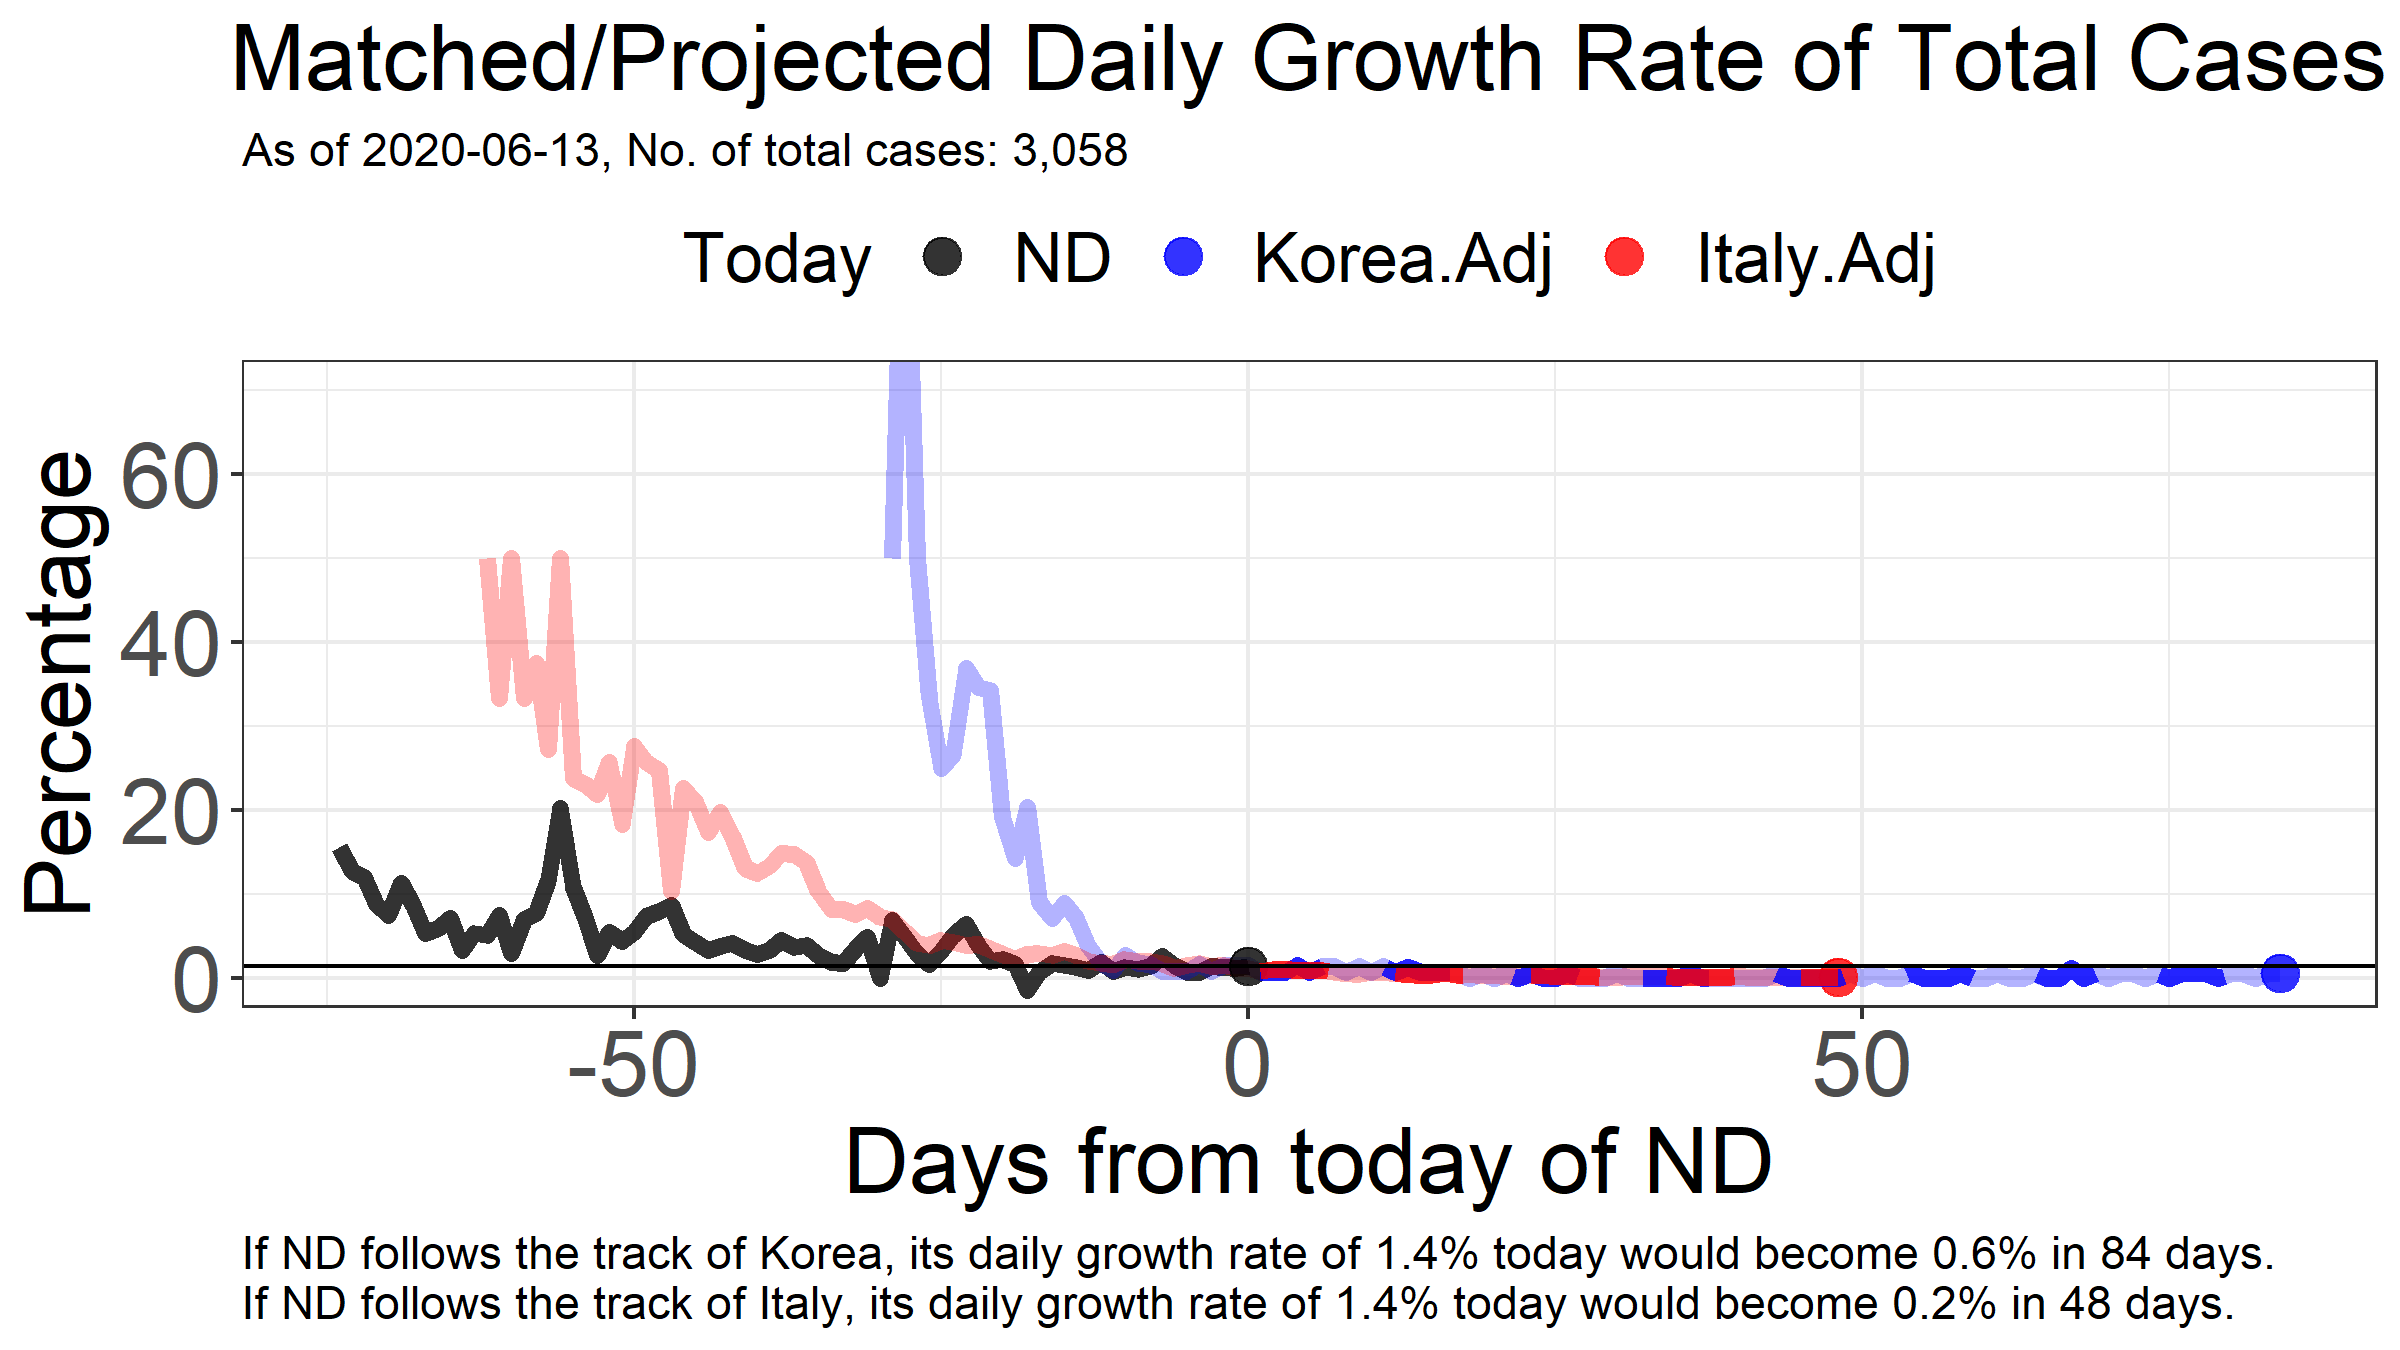 Matched/Projected Daily Growth Rate of Total Cases
As of 2020-06-13, No. of total cases: 3,058
Today ND Korea.Adj Italy.Adj
Percentage
60
40
20
0
-50 0 50
Days from today of ND
If ND follows the track of Korea, its daily growth rate of 1.4% today would become 0.6% in 84 days.
If ND follows the track of Italy, its daily growth rate of 1.4% today would become 0.2% in 48 days.